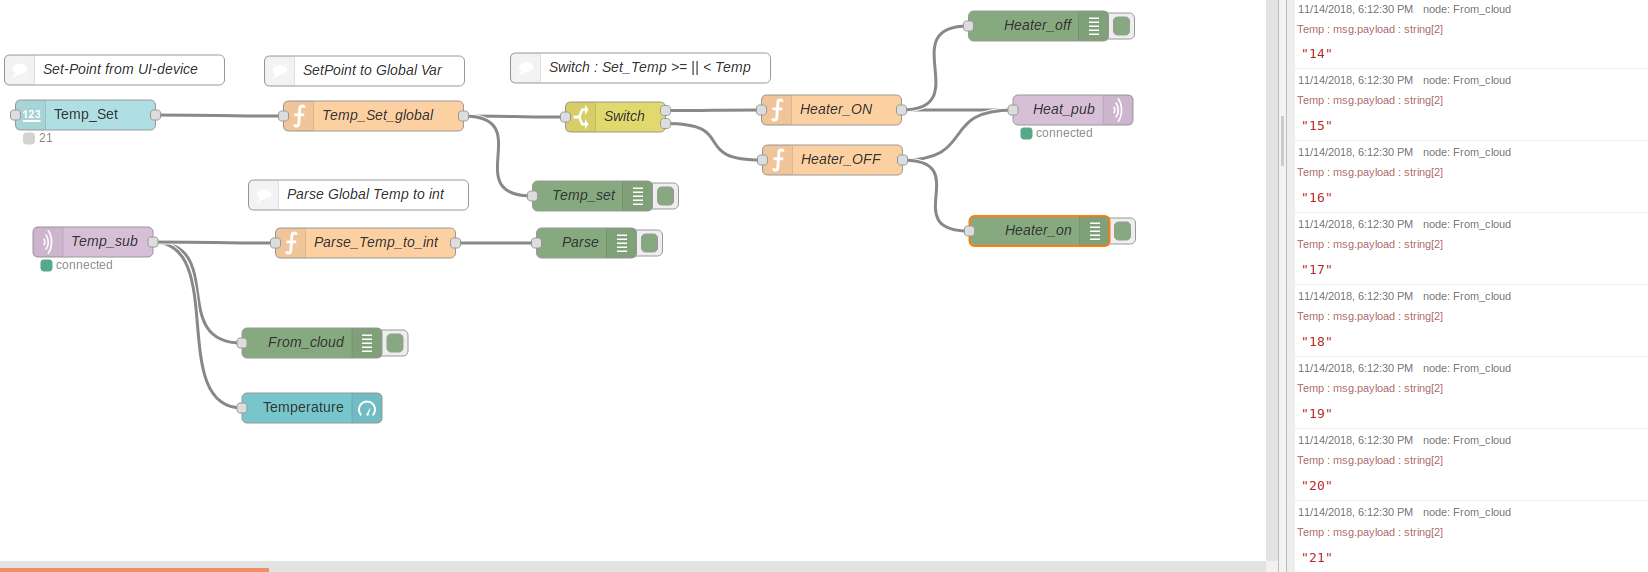 Heater_off
Set-Point from UI-device
SetPoint to Global Var
Switch : Set_Temp >= || < Temp
123
Temp_Set
21
Temp_Set_global
Switch
Heater_ON
Heat_pub
connected
Heater_OFF
Parse Global Temp to int
Temp_set
Temp_sub
connected
Parse_Temp_to_int
Parse
Heater_on
From_cloud
Temperature
11/14/2018, 6:12:30 PM node: From_cloud
Temp : msg.payload : string[2]
"14"
11/14/2018, 6:12:30 PM node: From_cloud
Temp : msg.payload : string[2]
"15"
11/14/2018, 6:12:30 PM node: From_cloud
Temp : msg.payload : string[2]
"16"
11/14/2018, 6:12:30 PM node: From_cloud
Temp : msg.payload : string[2]
"17"
11/14/2018, 6:12:30 PM node: From_cloud
Temp : msg.payload : string[2]
"18"
11/14/2018, 6:12:30 PM node: From_cloud
Temp : msg.payload : string[2]
"19"
11/14/2018, 6:12:30 PM node: From_cloud
Temp : msg.payload : string[2]
"20"
11/14/2018, 6:12:30 PM node: From_cloud
Temp : msg.payload : string[2]
"21"